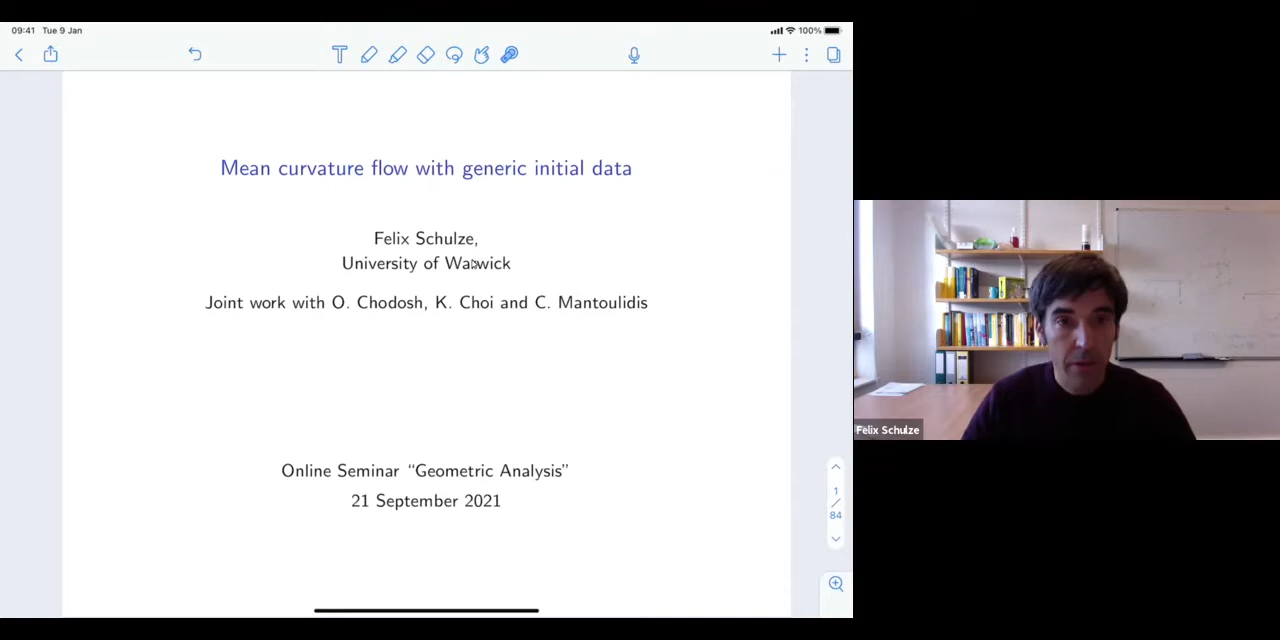 09:41 Tue 9 Jan
100%
Mean curvature flow with generic initial data
Felix Schulze,
University of Warwick
Joint work with O. Chodosh, K. Choi and C. Mantoulidis
Online Seminar “Geometric Analysis”
21 September 2021
1
/
84
Felix Schulze